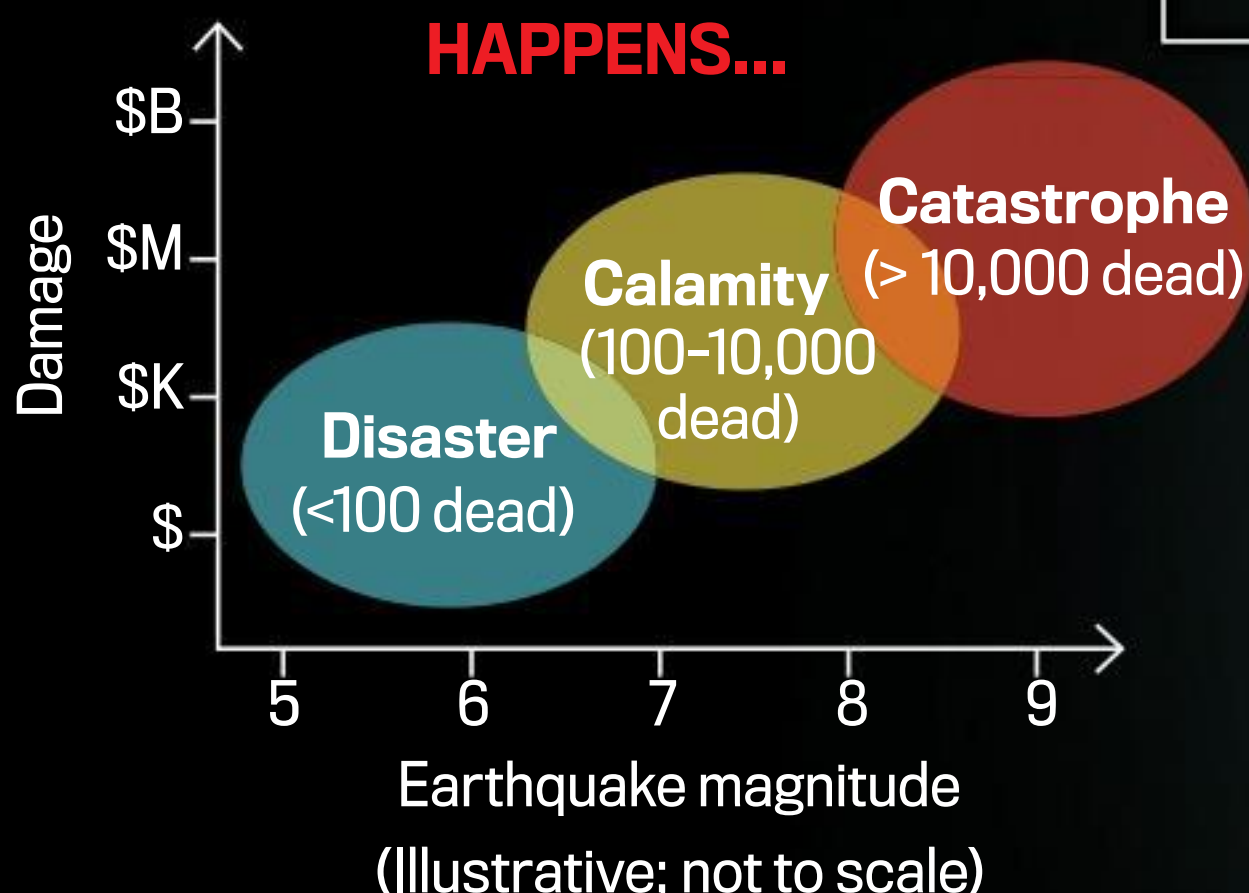 HAPPENS...
$B
$M
$K
$
Damage
Catastrophe
(> 10,000 dead)
Calamity
(100-10,000
dead)
Disaster
(<100 dead)
5 6 7 8 9
Earthquake magnitude
(Illustrative; not to scale)